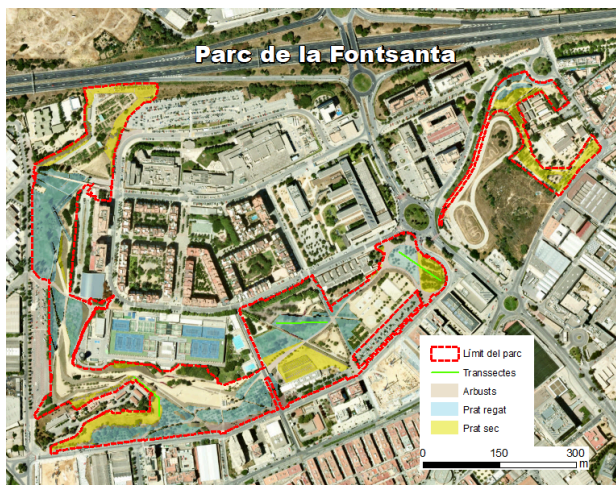 Parc de la Fontsanta
Límit del parc
Transsectes
Arbusts
Prat regat
Prat sec
0 150 300
m